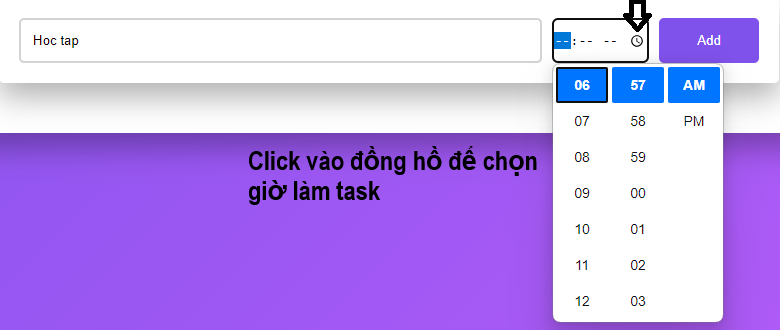 Hoc tap
--:-- --
Add
06 57 AM
07 58 PM
08 59
09 00
10 01
11 02
12 03
Click vào đồng hồ để chọn
giờ làm task